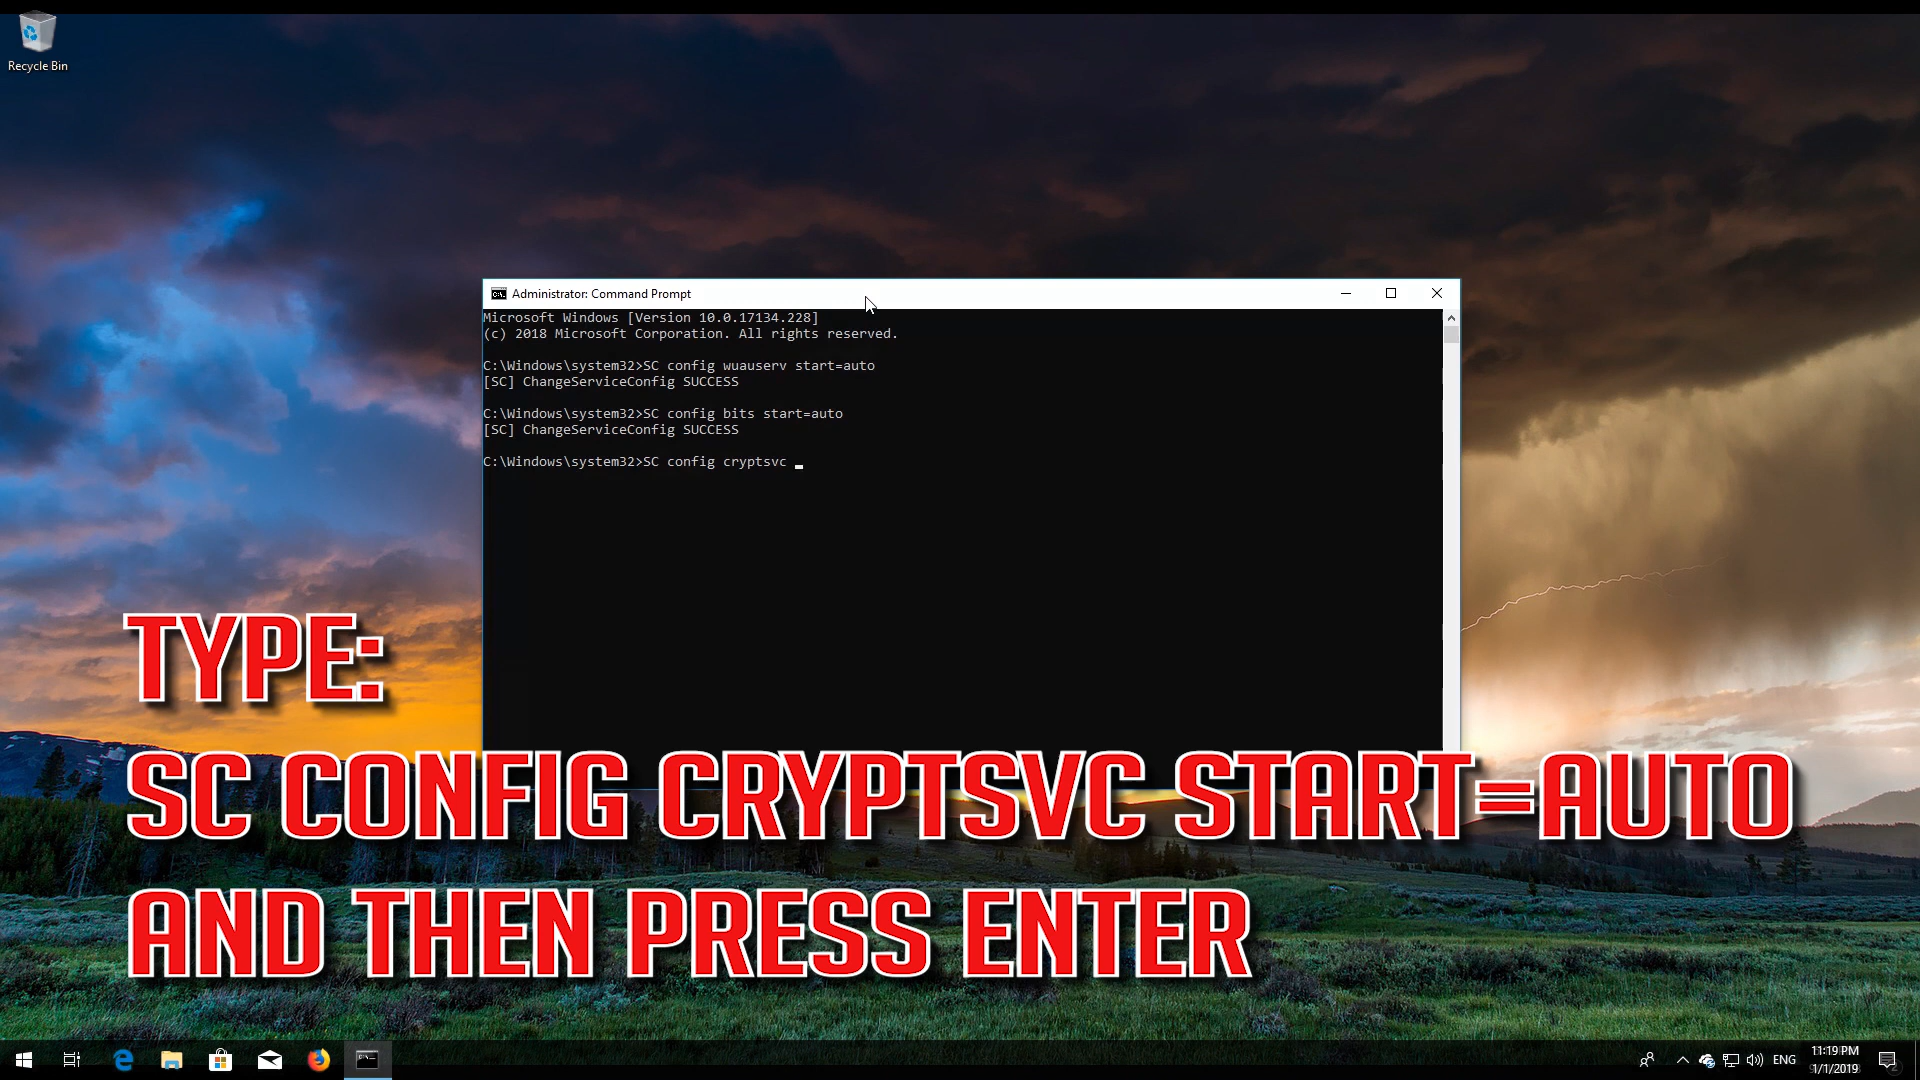 Recycle Bin
Administrator: Command Prompt
Microsoft Windows [Version 10.0.17134.228]
(c) 2018 Microsoft Corporation. All rights reserved.
C:\Windows\system32>SC config wuauserv start=auto
[SC] ChangeServiceConfig SUCCESS
C:\Windows\system32>SC config bits start=auto
[SC] ChangeServiceConfig SUCCESS
C:\Windows\system32>SC config cryptsvc
TYPE:
SC CONFIG CRYPTSVC START=AUTO
AND THEN PRESS ENTER
ENG
11:19 PM
1/1/2019